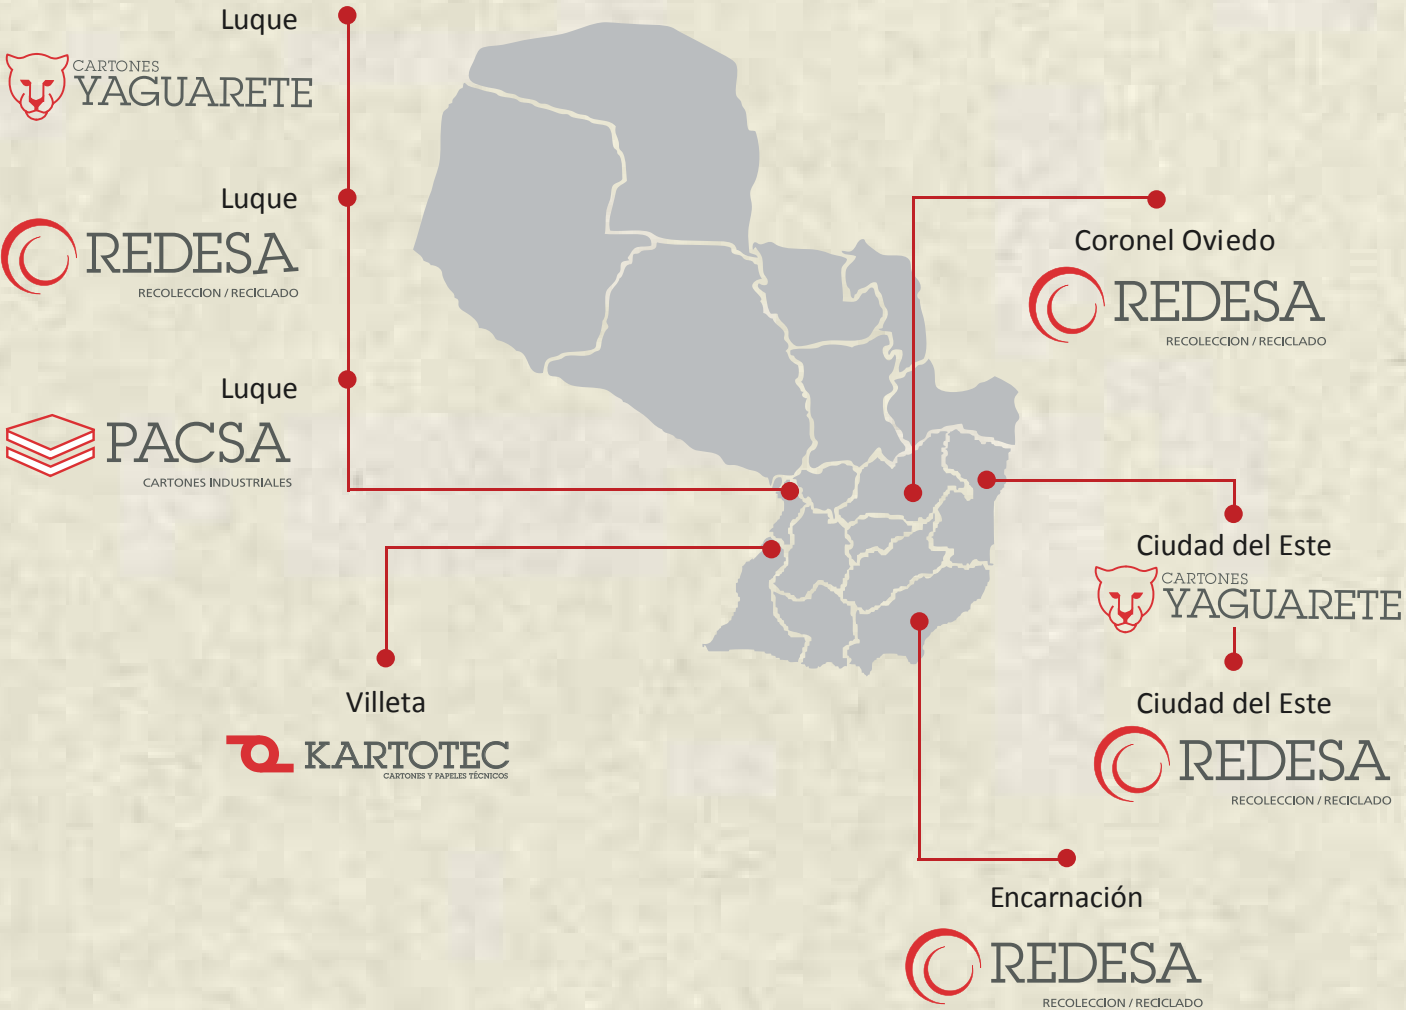 Luque
CARTONES
YAGUARETE
Luque
REDESA
RECOLECCION / RECICLADO
Luque
PACSA
CARTONES INDUSTRIALES
Villeta
KARTOTEC
CARTONES Y PAPELES TÉCNICOS
Coronel Oviedo
REDESA
RECOLECCION / RECICLADO
Ciudad del Este
CARTONES
YAGUARETE
Ciudad del Este
REDESA
RECOLECCION / RECICLADO
Encarnación
REDESA
RECOLECCION / RECICLADO